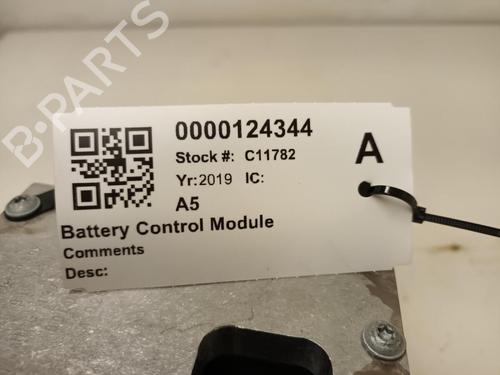 B-PARTS
0000124344
Stock #: C11782
A
Yr:2019 IC:
A5
Battery Control Module
Comments
Desc: